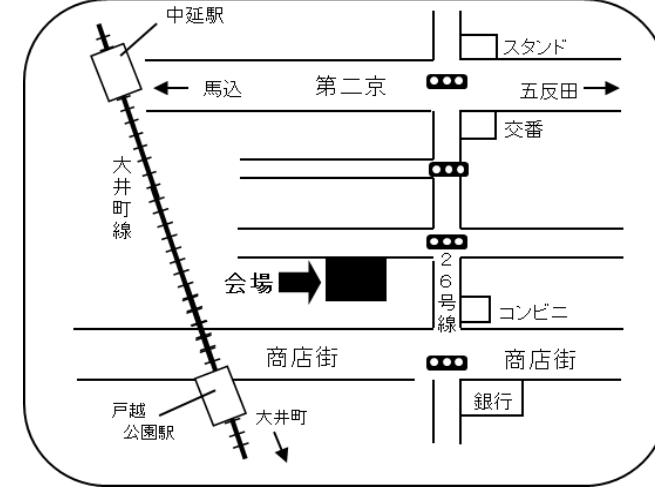 中延駅
スタンド
馬込
第二京
五反田
交番
大井町線
会場
26号線
コンビニ
商店街
商店街
戸越
公園駅
大井町
銀行